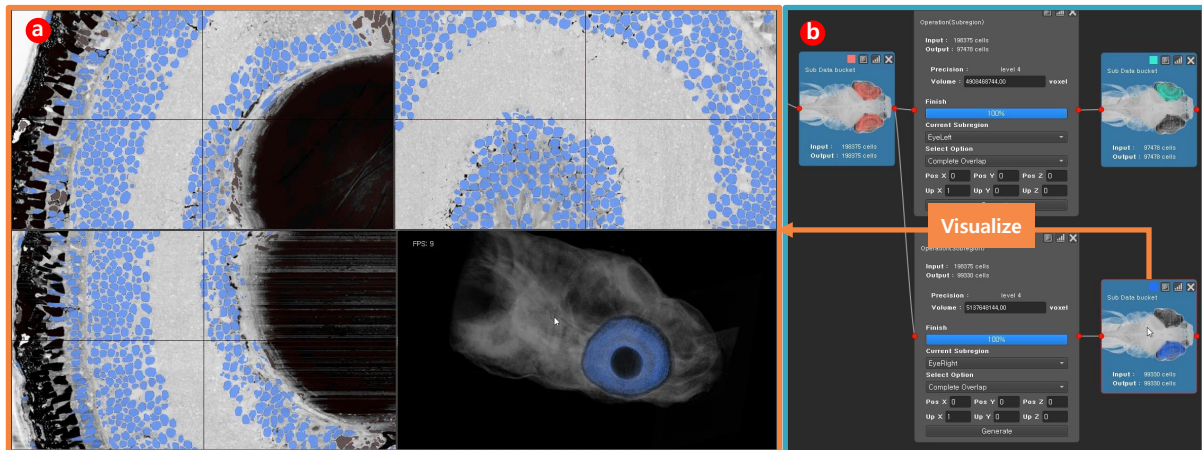 a
FPS: 9
b
Sub Data bucket
Input : 198375 cells
Output : 198375 cells
Operation(Subregion)
Input : 198375 cells
Output : 97478 cells
Precision : level 4
Volume : 4908468744.00 voxel
Finish
100%
Current Subregion
EyeLeft
Select Option
Complete Overlap
Pos X 0 Pos Y 0 Pos Z 0
Up X 1 Up Y 0 Up Z 0
Sub Data bucket
Input : 97478 cells
Output : 97478 cells
Visualize
Operation(Subregion)
Input : 198375 cells
Output : 99330 cells
Precision : level 4
Volume : 5137648144.00 voxel
Finish
100%
Current Subregion
EyeRight
Select Option
Complete Overlap
Pos X 0 Pos Y 0 Pos Z 0
Up X 1 Up Y 0 Up Z 0
Generate
Sub Data bucket
Input : 99330 cells
Output : 99330 cells